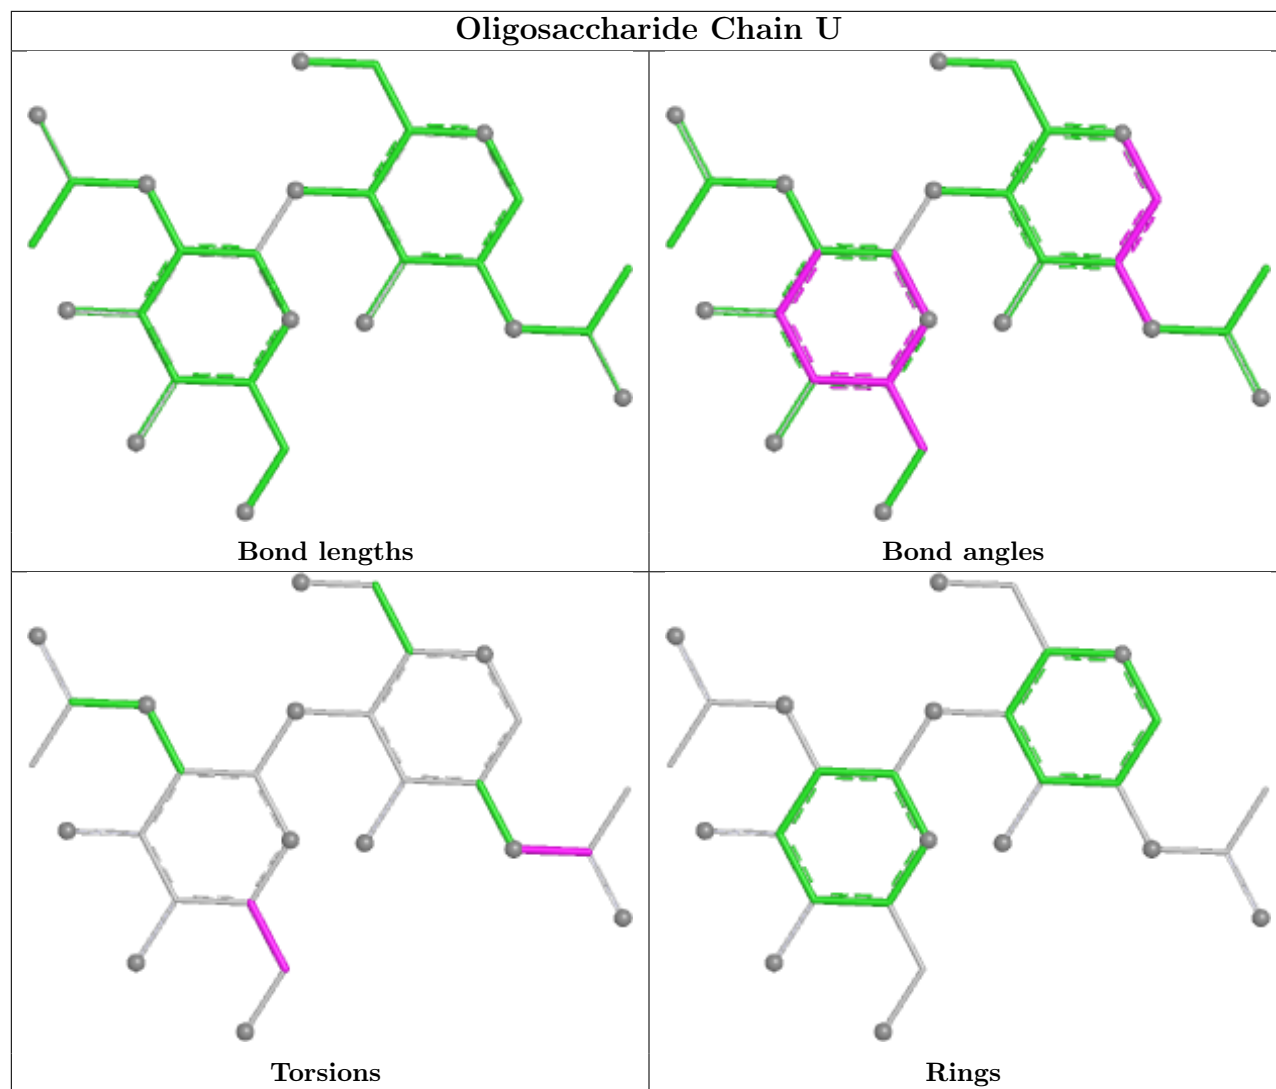 Oligosaccharide Chain U
Bond lengths
Bond angles
Torsions
Rings